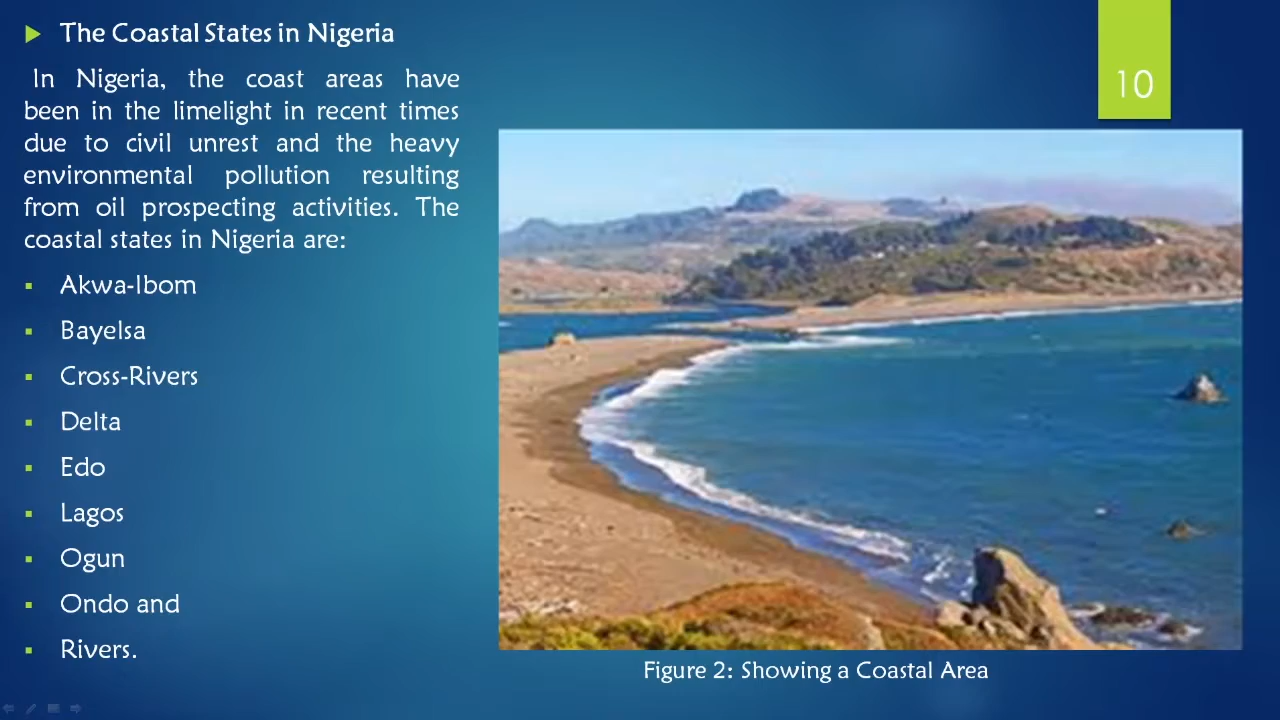 The Coastal States in Nigeria
In Nigeria, the coast areas have
been in the limelight in recent times
due to civil unrest and the heavy
environmental pollution resulting
from oil prospecting activities. The
coastal states in Nigeria are:
Akwa-Ibom
Bayelsa
Cross-Rivers
Delta
Edo
Lagos
Ogun
Ondo and
Rivers.
10
Figure 2: Showing a Coastal Area